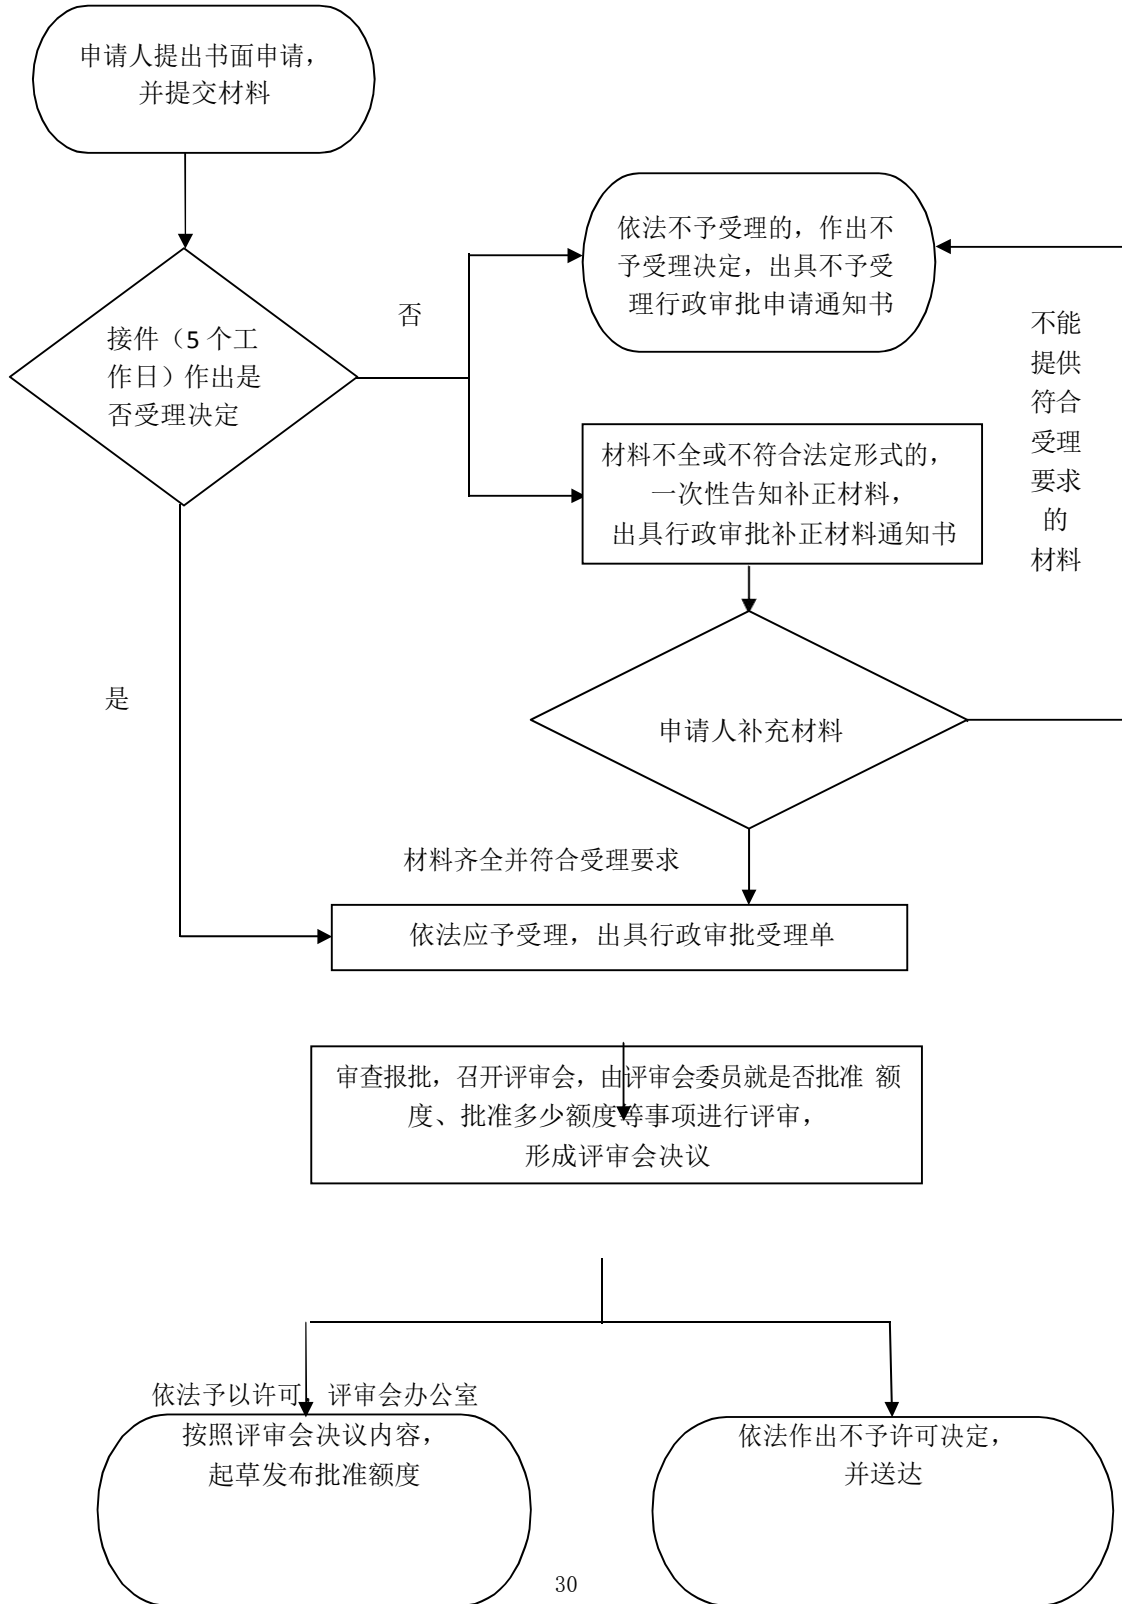 申请人提出书面申请，
并提交材料
依法不予受理的，作出不
予受理决定，出具不予受
理行政审批申请通知书
否
接件（5 个工
作日）作出是
否受理决定
不能
提供
符合
受理
要求
的
材料
材料不全或不符合法定形式的，
一次性告知补正材料，
出具行政审批补正材料通知书
是
申请人补充材料
材料齐全并符合受理要求
依法应予受理，出具行政审批受理单
审查报批，召开评审会，由评审会委员就是否批准 额
度、批准多少额度等事项进行评审，
形成评审会决议
依法予以许可，评审会办公室
按照评审会决议内容，
起草发布批准额度
依法作出不予许可决定，
并送达
30